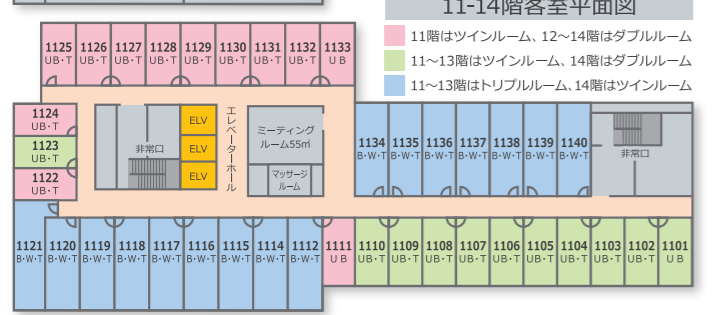 11-14階客室平面図
11階はツインルーム、12～14階はダブルルーム
11～13階はツインルーム、14階はダブルルーム
11～13階はトリプルルーム、14階はツインルーム
1125 1126 1127 1128 1129 1130 1131 1132 1133
UB・T UB・T UB・T UB・T UB・T UB・T UB・T UB・T U B
1124
UB・T
1123
UB・T
1122
UB・T
非常口
ELV
ELV
ELV
エレベーターホール
ミーティング
ルーム55㎡
マッサージ
ルーム
1134 1135 1136 1137 1138 1139 1140
B・W・T B・W・T B・W・T B・W・T B・W・T B・W・T B・W・T
非常口
1121 1120 1119 1118 1117 1116 1115 1114 1112 1111 1110 1109 1108 1107 1106 1105 1104 1103 1102 1101
B・W・T B・W・T B・W・T B・W・T B・W・T B・W・T B・W・T B・W・T B・W・T U B UB・T UB・T UB・T UB・T UB・T UB・T UB・T UB・T UB・T U B